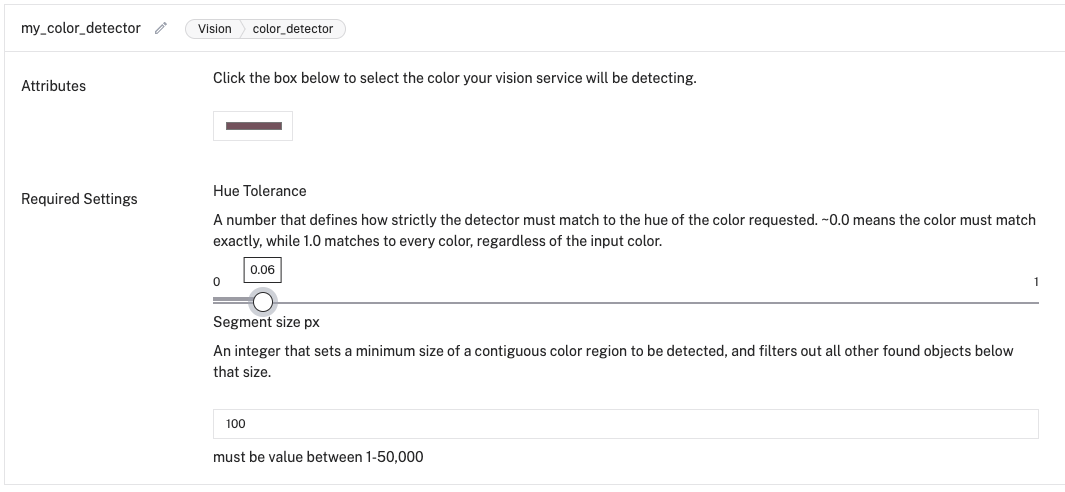 my_color_detector
Vision
color_detector
Attributes
Click the box below to select the color your vision service will be detecting.
Required Settings
Hue Tolerance
A number that defines how strictly the detector must match to the hue of the color requested. ~0.0 means the color must match
exactly, while 1.0 matches to every color, regardless of the input color.
0
0.06
1
Segment size px
An integer that sets a minimum size of a contiguous color region to be detected, and filters out all other found objects below
that size.
100
must be value between 1-50,000